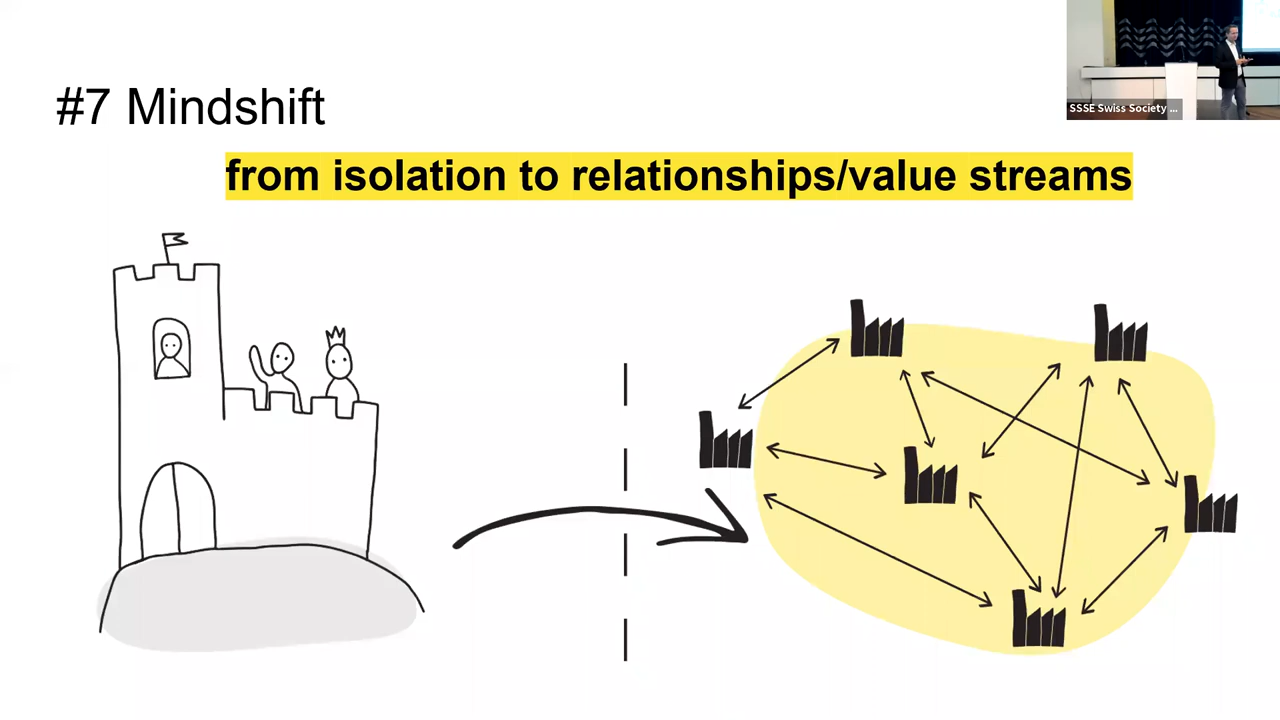 #7 Mindshift
from isolation to relationships/value streams
SSSE Swiss Society ...